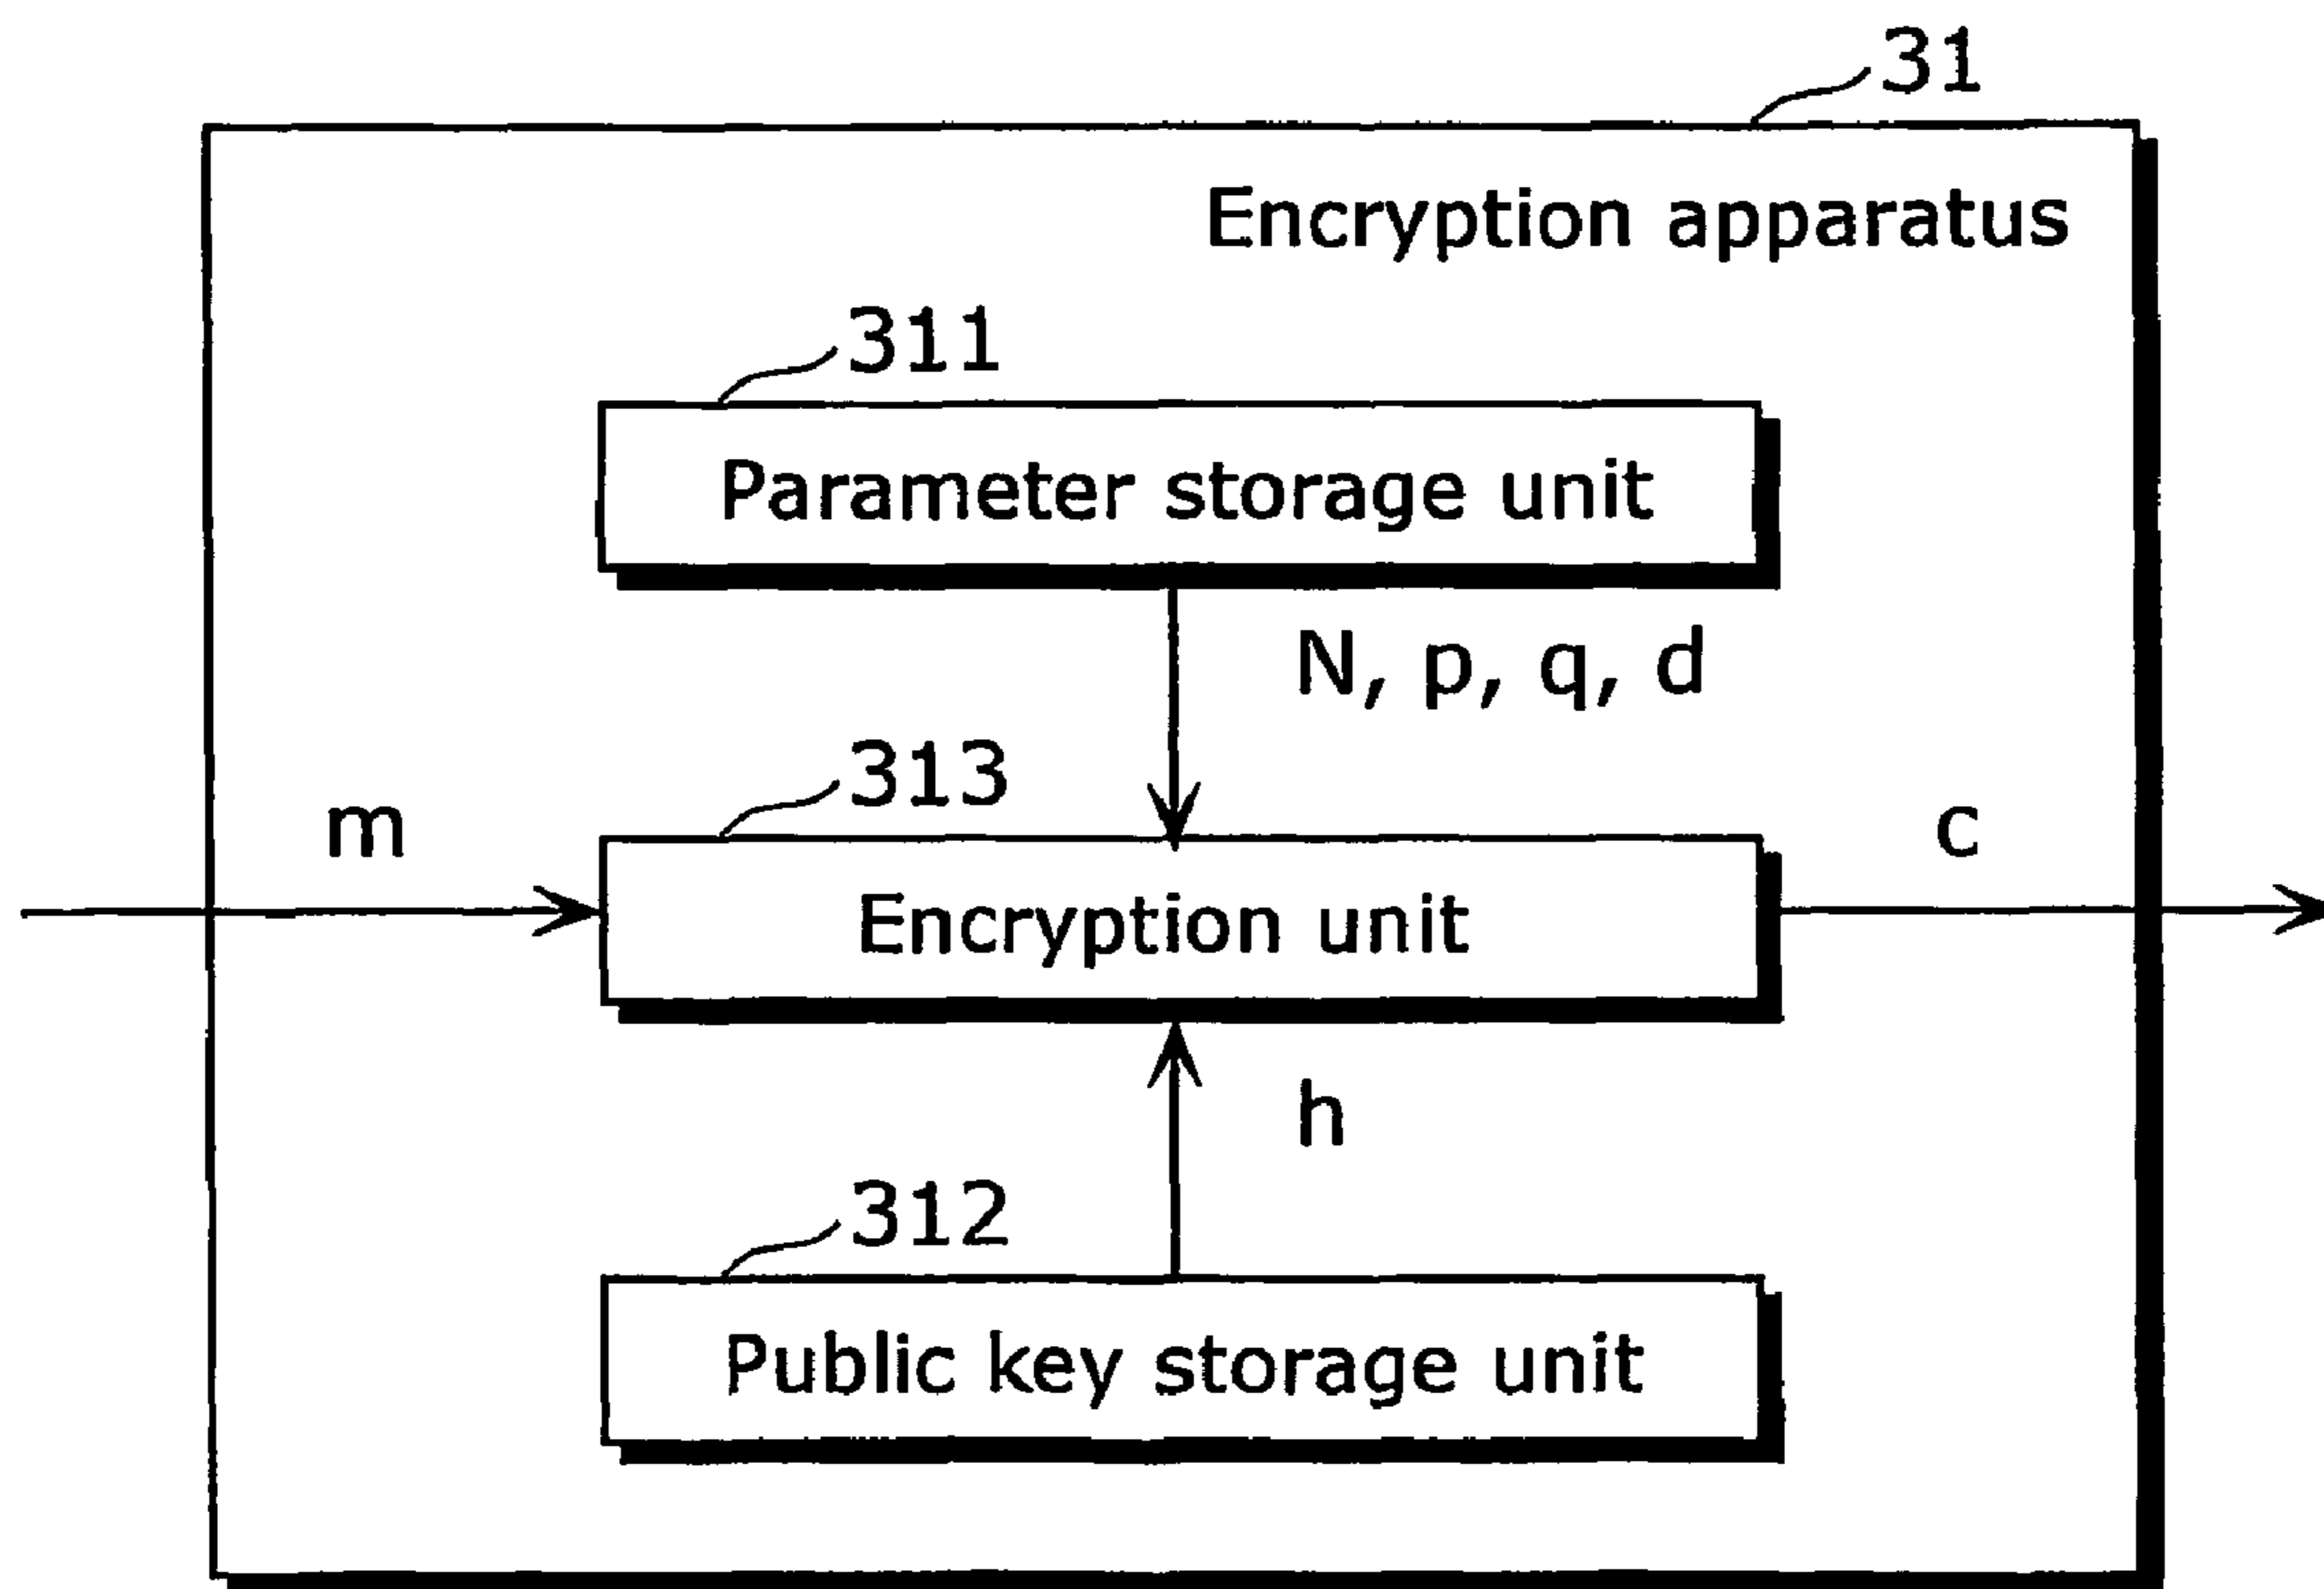 31
Encryption apparatus
311
Parameter storage unit
N, p, q, d
313
m
c
Encryption unit
h
312
Public key storage unit